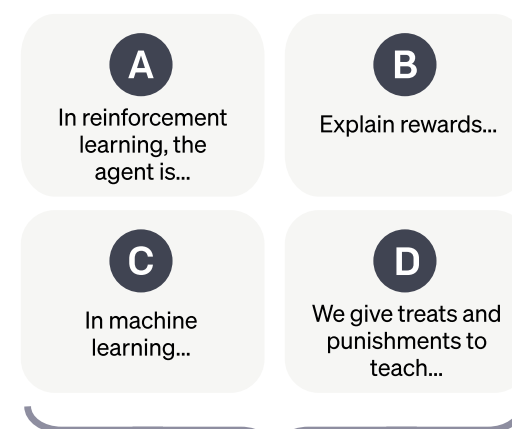 A
In reinforcement
learning, the
agent is...
B
Explain rewards...
C
In machine
learning...
D
We give treats and
punishments to
teach...